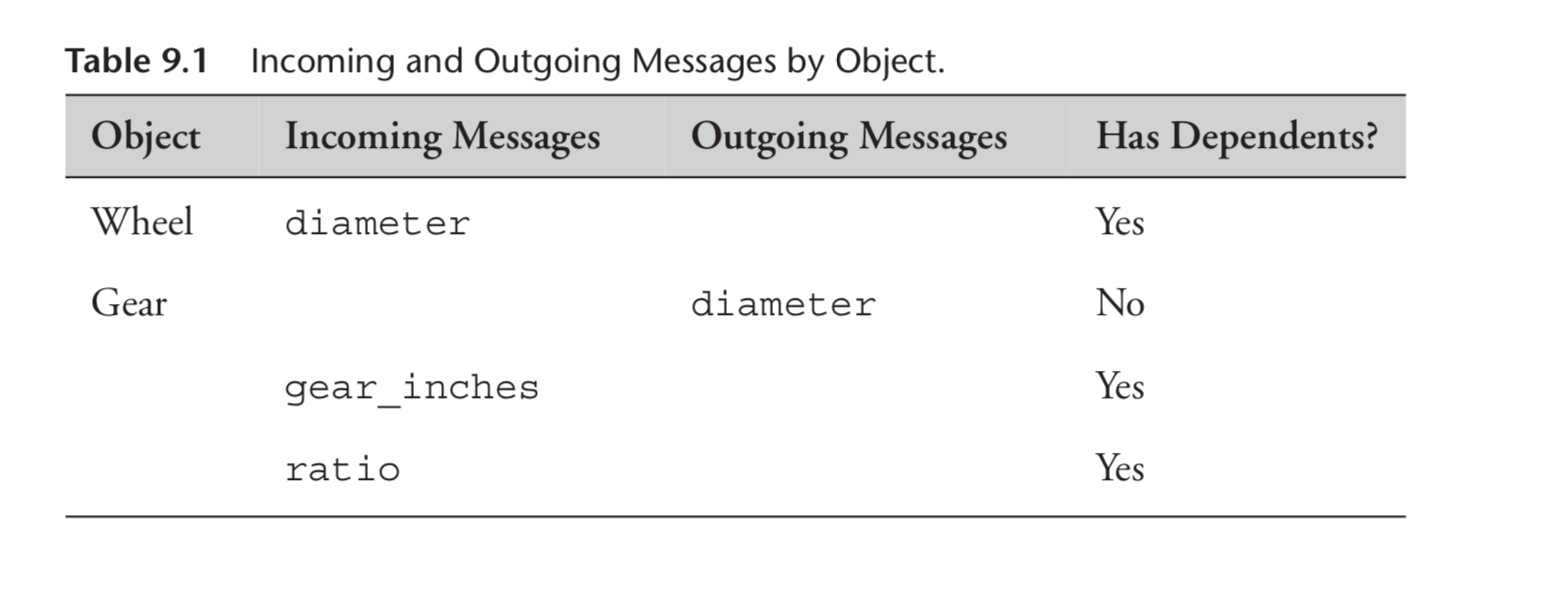 Table 9.1 Incoming and Outgoing Messages by Object.
Object Incoming Messages Outgoing Messages Has Dependents?
Wheel diameter Yes
Gear diameter No
gear_inches Yes
ratio Yes